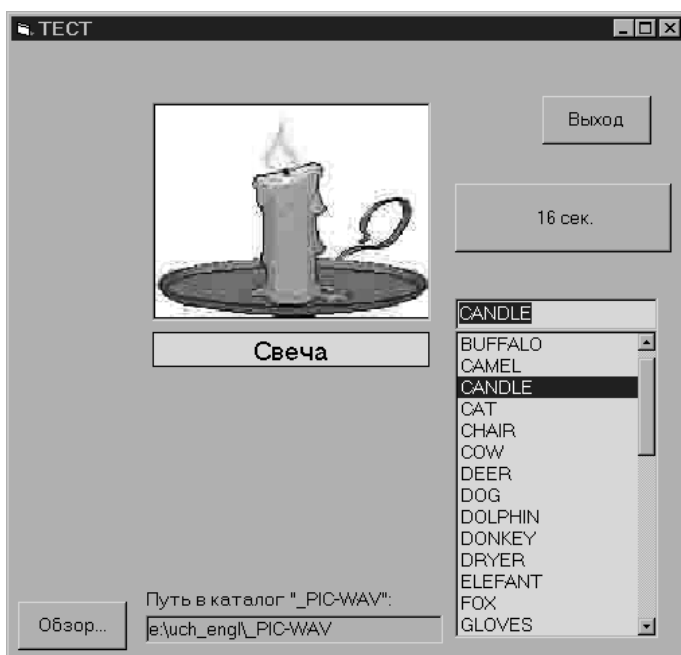 ТЕСТ
Выход
16 сек.
Свеча
CANDLE
BUFFALO
CAMEL
CANDLE
CAT
CHAIR
COW
DEER
DOG
DOLPHIN
DONKEY
DRYER
ELEFANT
FOX
GLOVES
Путь в каталог "_PIC-WAV":
Обзор...
e:\uch_engl\_PIC-WAV